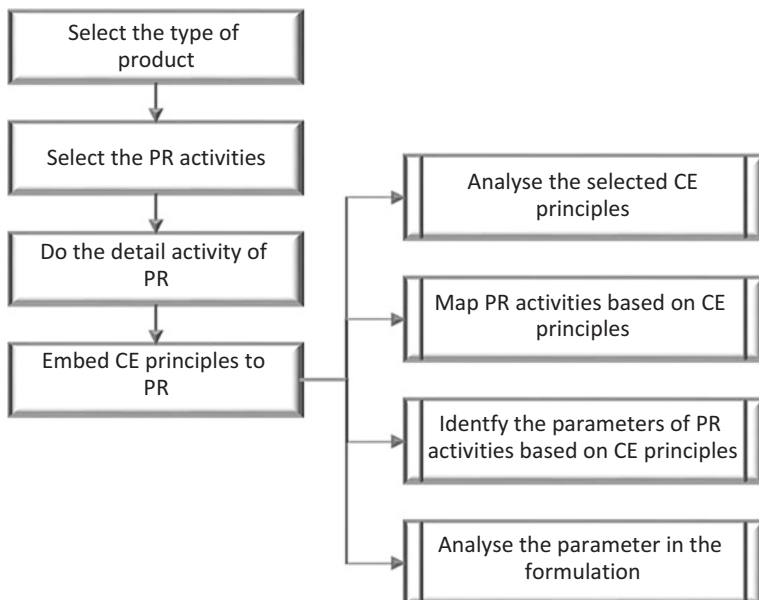 Select the type of
product
Select the PR activities
Do the detail activity of
PR
Embed CE principles to
PR
Analyse the selected CE
principles
Map PR activities based on CE
principles
Identfy the parameters of PR
activities based on CE principles
Analyse the parameter in the
formulation